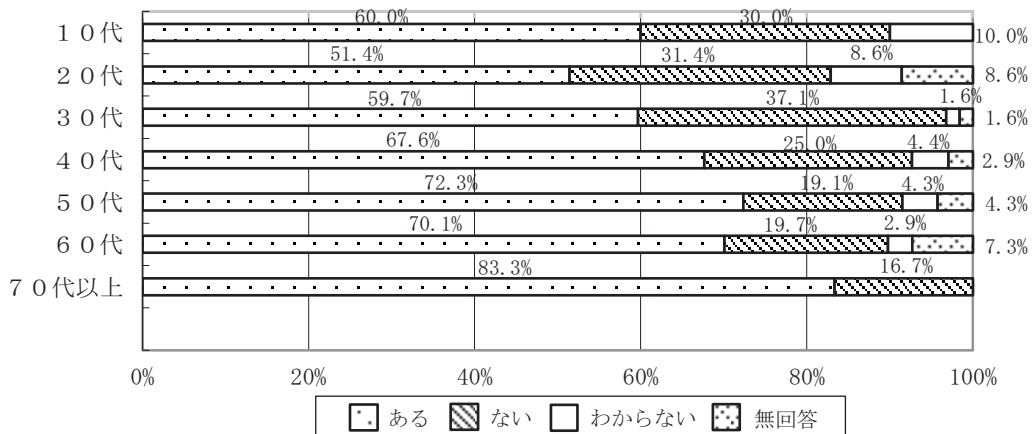 60.0% 30.0%
10代 10.0%
51.4% 31.4% 8.6%
20代 8.6%
59.7% 37.1% 1.6%
30代 1.6%
67.6% 25.0% 4.4%
40代 2.9%
72.3% 19.1% 4.3%
50代 4.3%
70.1% 19.7% 2.9%
60代 7.3%
83.3% 16.7%
70代以上
0% 20% 40% 60% 80% 100%
ある ない わからない 無回答